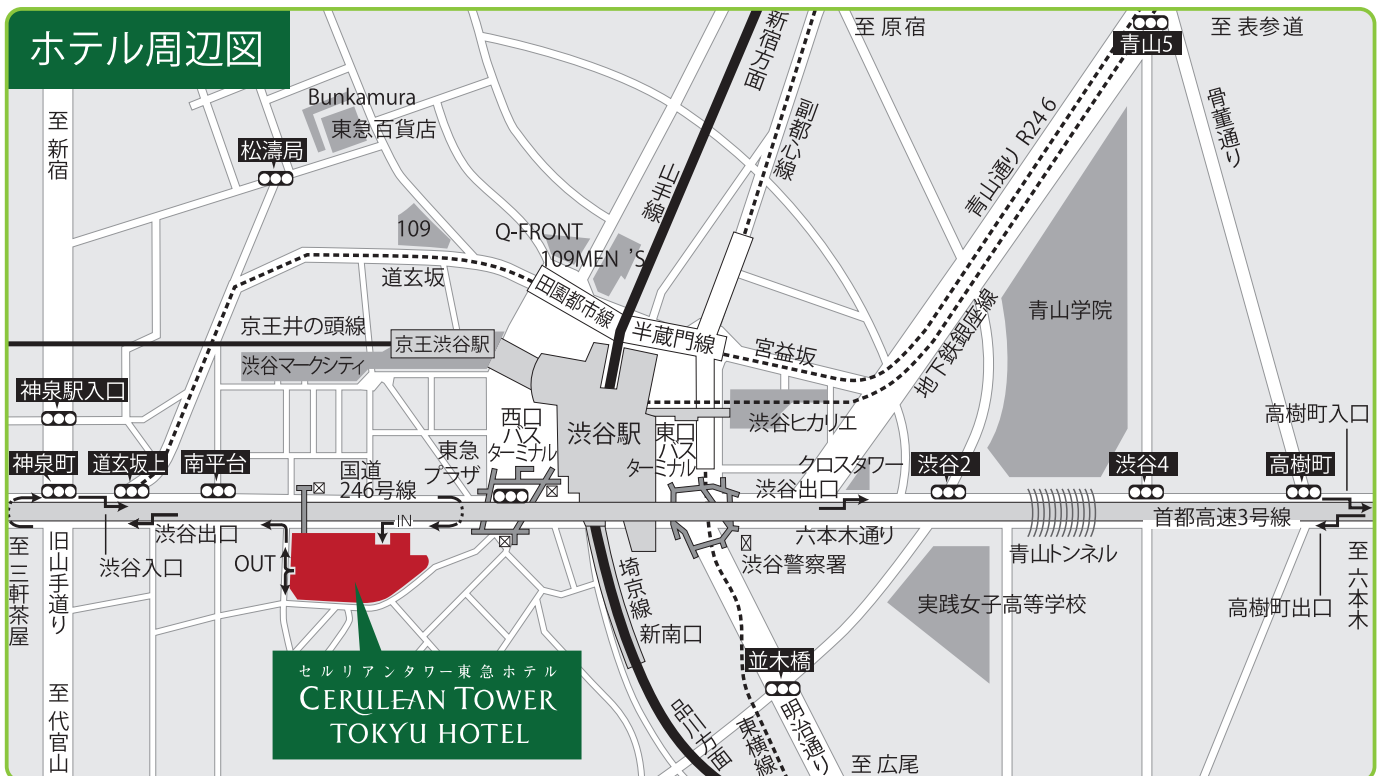 ホテル周辺図
新宿方面
至 原宿
青山5
至 表参道
至 新宿
Bunkamura
東急百貨店
松濤局
山手線
副都心線
青山通り R246
骨董通り
109
Q-FRONT
109MEN 'S
道玄坂
田園都市線
半蔵門線
宮益坂
地下鉄銀座線
青山学院
京王井の頭線
京王渋谷駅
渋谷マークシティ
神泉駅入口
西口
バス
ターミナル
渋谷駅
東口
バス
ターミナル
渋谷ヒカリエ
高樹町入口
神泉町
道玄坂上
南平台
国道
246号線
東急
プラザ
クロスタワー
渋谷出口
渋谷2
渋谷4
高樹町
首都高速3号線
渋谷出口
IN
六本木通り
青山トンネル
至 三軒茶屋
旧山手通り
渋谷入口
OUT
渋谷警察署
至 六本木
埼京線
新南口
実践女子高等学校
高樹町出口
セルリアンタワー東急ホテル
CERULEAN TOWER
TOKYU HOTEL
並木橋
至 代官山
品川方面
東横線
明治通り
至 広尾